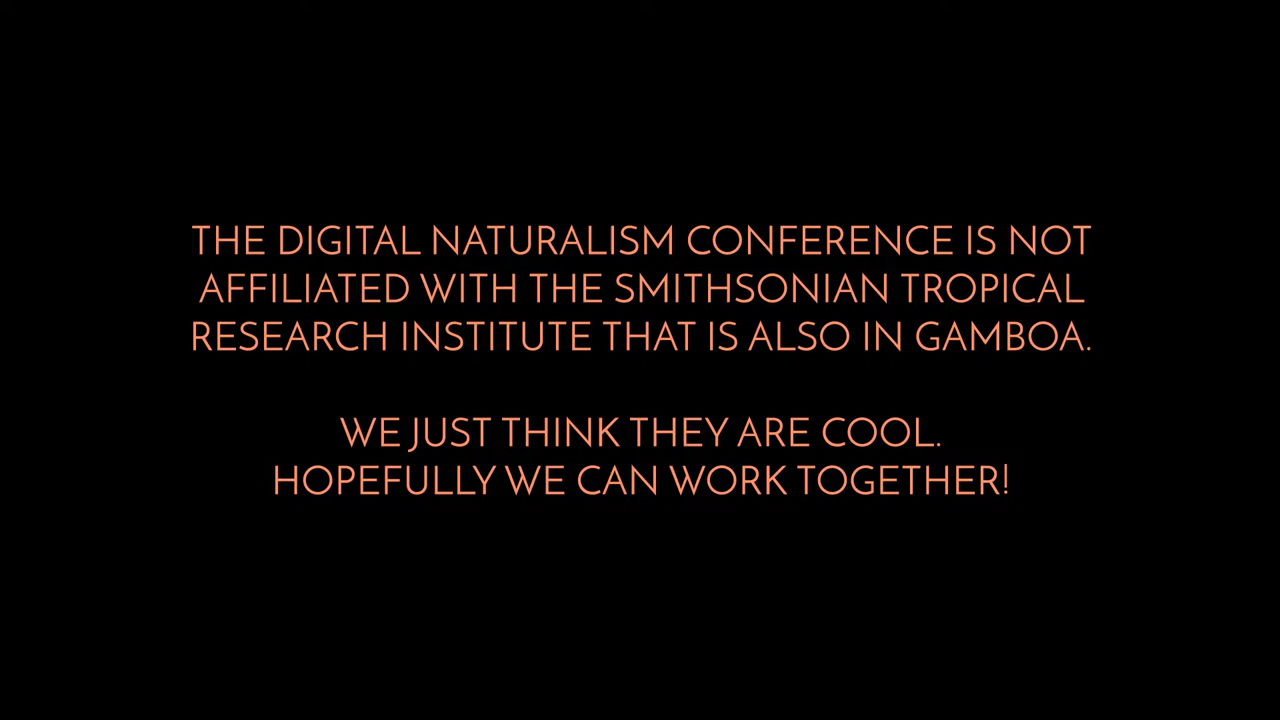 THE DIGITAL NATURALISM CONFERENCE IS NOT
AFFILIATED WITH THE SMITHSONIAN TROPICAL
RESEARCH INSTITUTE THAT IS ALSO IN GAMBOA.
WE JUST THINK THEY ARE COOL.
HOPEFULLY WE CAN WORK TOGETHER!